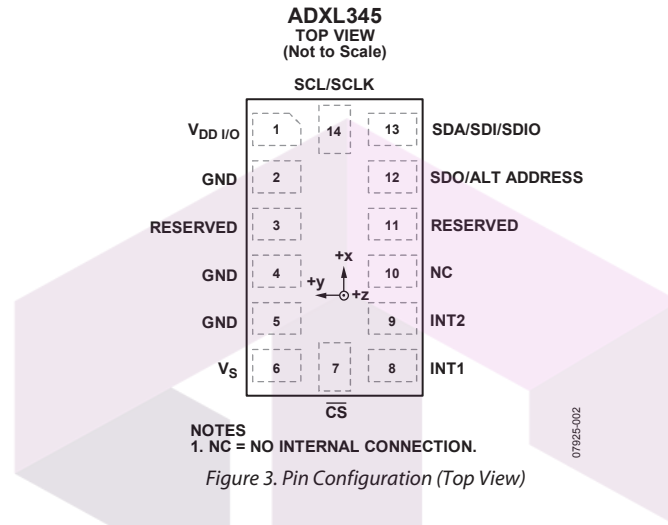 ADXL345
TOP VIEW
(Not to Scale)
SCL/SCLK
VDD I/O 1 14 13 SDA/SDI/SDIO
GND 2 12 SDO/ALT ADDRESS
RESERVED 3 11 RESERVED
+x
GND 4 10 NC
+y +z
GND 5 9 INT2
VS 6 7 8 INT1
CS
NOTES
1. NC = NO INTERNAL CONNECTION.
07925-002
Figure 3. Pin Configuration (Top View)